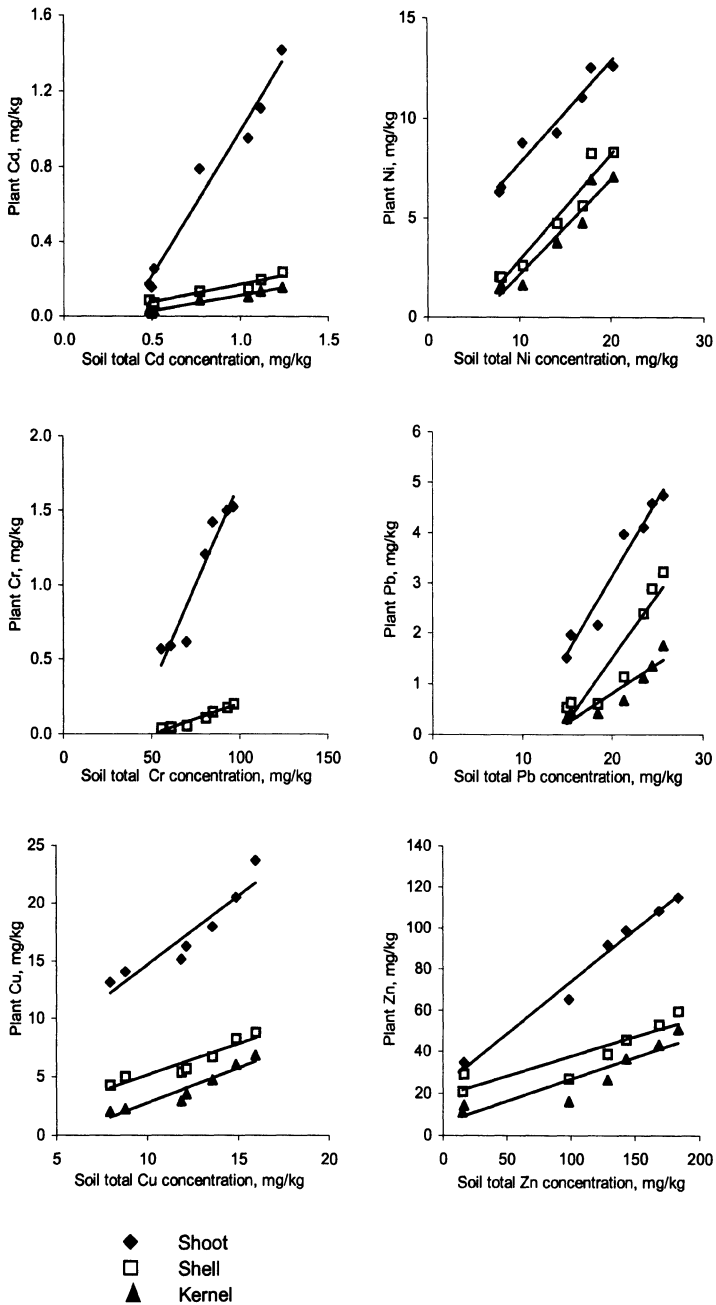 Plant Cd, mg/kg
1.6
1.2
0.8
0.4
0.0
0.0 0.5 1.0 1.5
Soil total Cd concentration, mg/kg
Plant Ni, mg/kg
15
10
5
0
0 10 20 30
Soil total Ni concentration, mg/kg
Plant Cr, mg/kg
2.0
1.5
1.0
0.5
0.0
0 50 100 150
Soil total Cr concentration, mg/kg
Plant Pb, mg/kg
6
5
4
3
2
1
0
0 10 20 30
Soil total Pb concentration, mg/kg
Plant Cu, mg/kg
25
20
15
10
5
0
5 10 15 20
Soil total Cu concentration, mg/kg
Plant Zn, mg/kg
140
120
100
80
60
40
20
0
0 50 100 150 200
Soil total Zn concentration, mg/kg
Shoot
Shell
Kernel